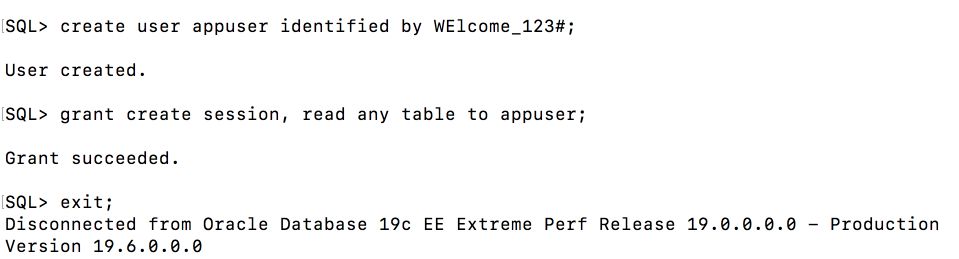 SQL> create user appuser identified by WElcome_123#;
User created.
SQL> grant create session, read any table to appuser;
Grant succeeded.
SQL> exit;
Disconnected from Oracle Database 19c EE Extreme Perf Release 19.0.0.0.0 – Production
Version 19.6.0.0.0